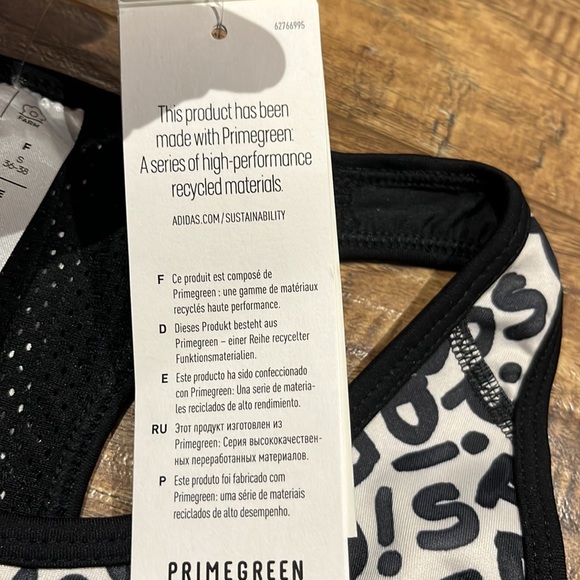 62766995
This product has been
made with Primegreen:
A series of high-performance
recycled materials.
ADIDAS.COM/SUSTAINABILITY
F Ce produit est composé de
Primegreen : une gamme de matériaux
recyclés haute performance.
D Dieses Produkt besteht aus
Primegreen – einer Reihe recycelter
Funktionsmaterialien.
E Este producto ha sido confeccionado
con Primegreen: Una serie de materia-
les reciclados de alto rendimiento.
RU Этот продукт изготовлен из
Primegreen: Серия высококачествен-
ных переработанных материалов.
P Este produto foi fabricado com
Primegreen: uma série de materiais
reciclados de alto desempenho.
PRIMEGREEN
FARM
F
S
36-38
E